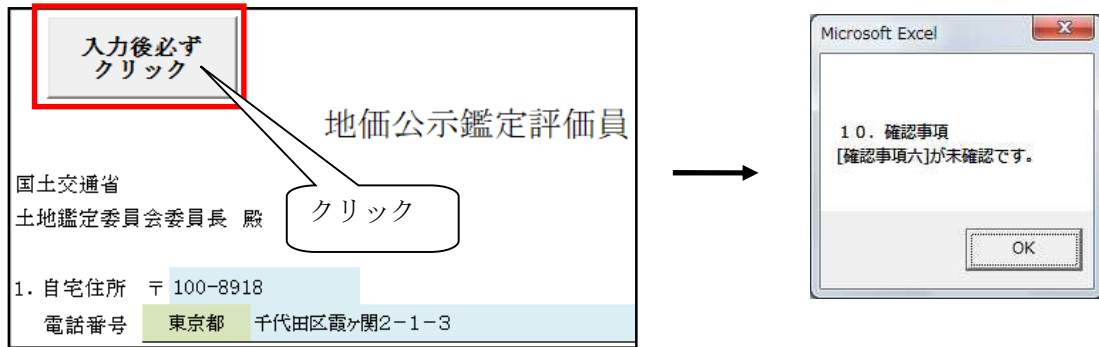 入力後必ず
クリック
地価公示鑑定評価員
国土交通省
土地鑑定委員会委員長 殿
クリック
1. 自宅住所 〒 100-8918
電話番号 東京都 千代田区霞ヶ関2-1-3
Microsoft Excel
10. 確認事項
[確認事項六]が未確認です。
OK